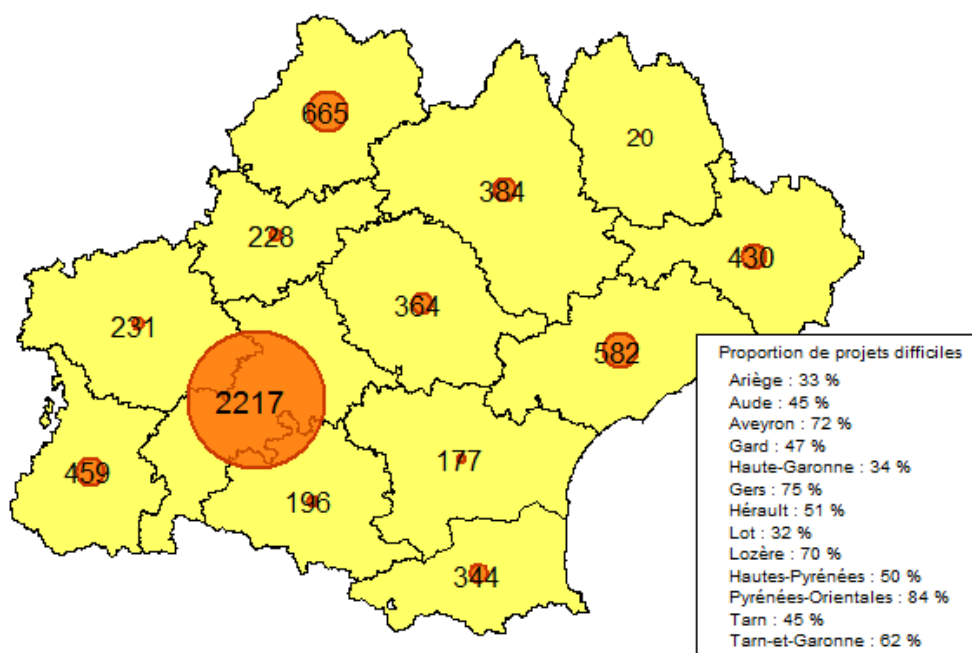 665
20
384
228
430
364
231
582
2217
177
459
196
344
Proportion de projets difficiles
Ariège : 33 %
Aude : 45 %
Aveyron : 72 %
Gard : 47 %
Haute-Garonne : 34 %
Gers : 75 %
Hérault : 51 %
Lot : 32 %
Lozère : 70 %
Hautes-Pyrénées : 50 %
Pyrénées-Orientales : 84 %
Tarn : 45 %
Tarn-et-Garonne : 62 %